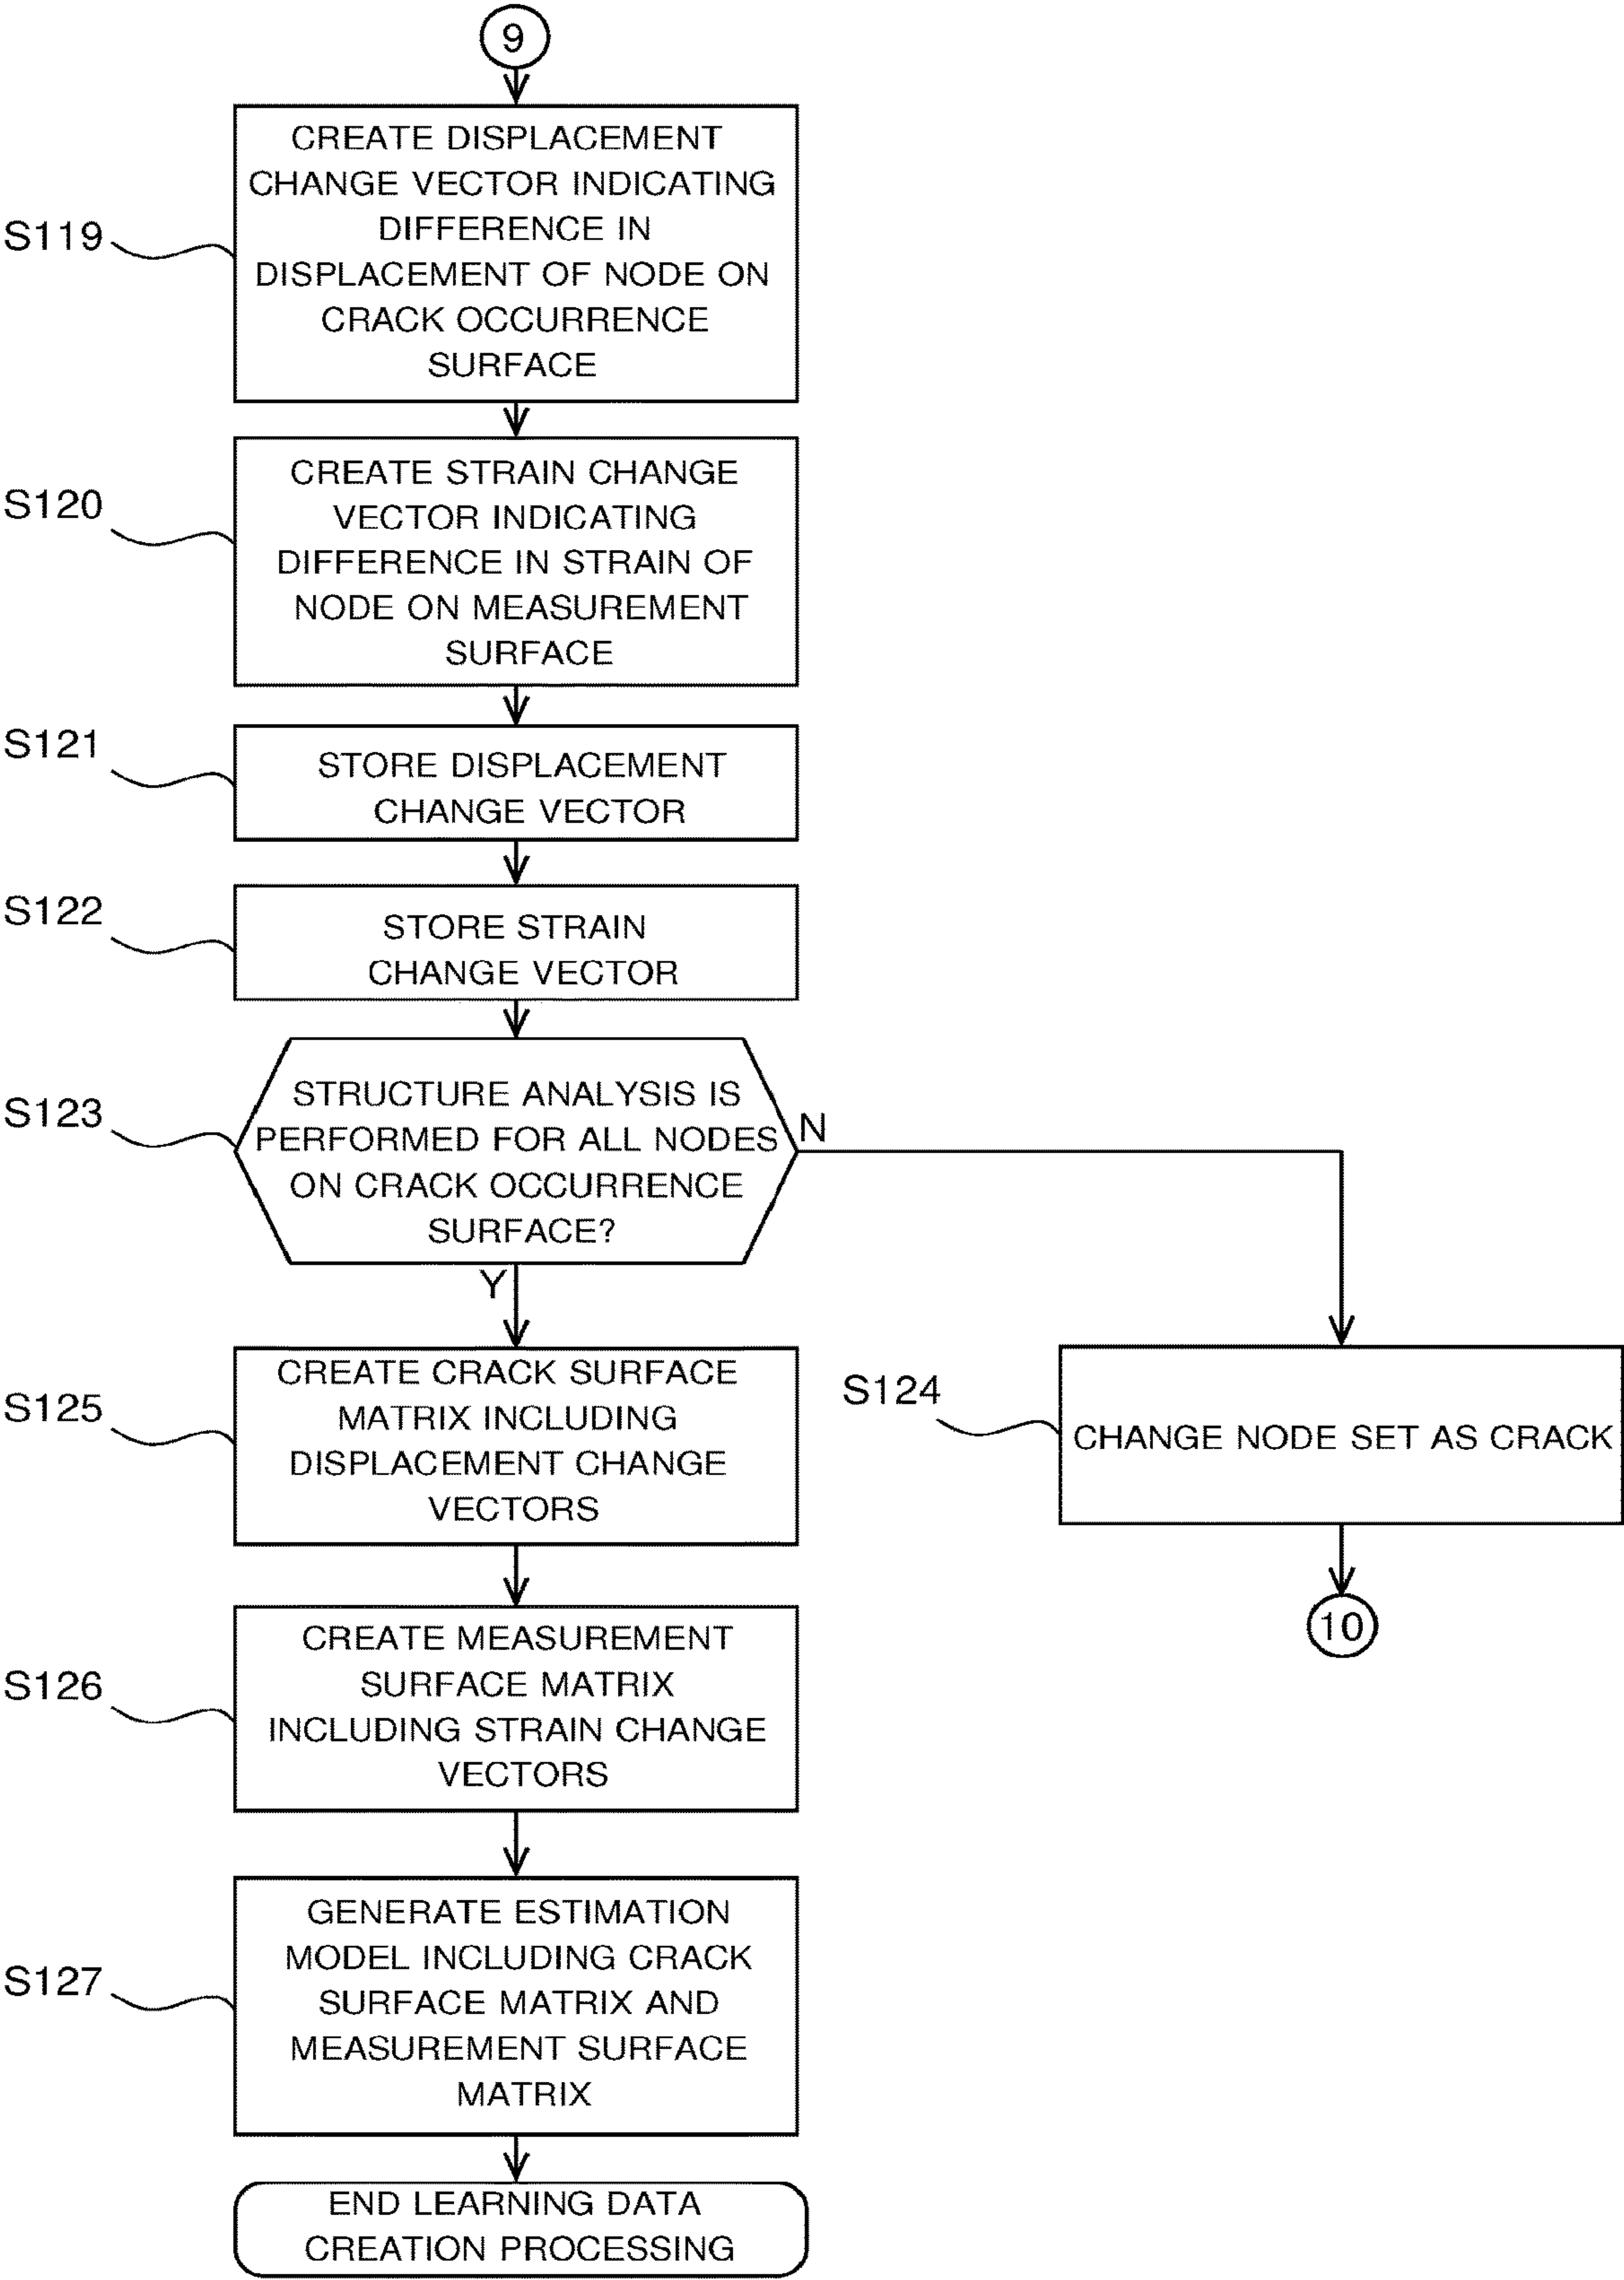 9
S119
CREATE DISPLACEMENT
CHANGE VECTOR INDICATING
DIFFERENCE IN
DISPLACEMENT OF NODE ON
CRACK OCCURRENCE
SURFACE
S120
CREATE STRAIN CHANGE
VECTOR INDICATING
DIFFERENCE IN STRAIN OF
NODE ON MEASUREMENT
SURFACE
S121
STORE DISPLACEMENT
CHANGE VECTOR
S122
STORE STRAIN
CHANGE VECTOR
S123
STRUCTURE ANALYSIS IS
PERFORMED FOR ALL NODES
ON CRACK OCCURRENCE
SURFACE?
N
Y
S124
CHANGE NODE SET AS CRACK
10
S125
CREATE CRACK SURFACE
MATRIX INCLUDING
DISPLACEMENT CHANGE
VECTORS
S126
CREATE MEASUREMENT
SURFACE MATRIX
INCLUDING STRAIN CHANGE
VECTORS
S127
GENERATE ESTIMATION
MODEL INCLUDING CRACK
SURFACE MATRIX AND
MEASUREMENT SURFACE
MATRIX
END LEARNING DATA
CREATION PROCESSING